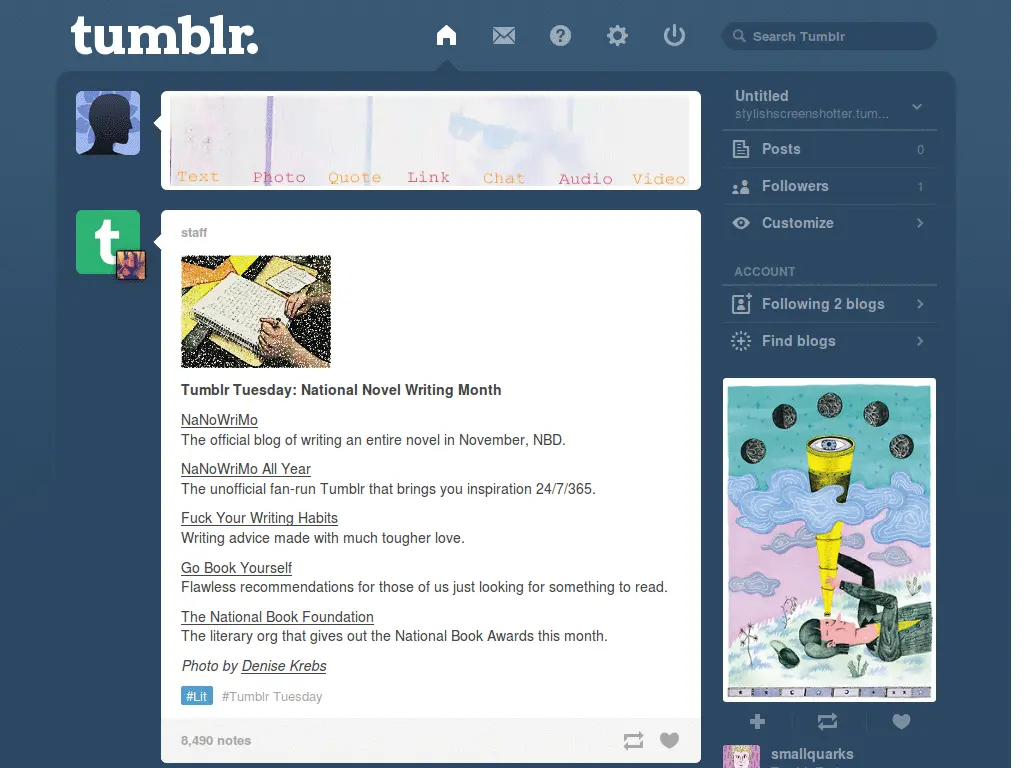 tumblr.
?
Search Tumblr
Text Photo Quote Link Chat Audio Video
Untitled
stylishscreenshotter.tum...
Posts 0
Followers 1
Customize
ACCOUNT
Following 2 blogs
Find blogs
t
staff
Tumblr Tuesday: National Novel Writing Month
NaNoWriMo
The official blog of writing an entire novel in November, NBD.
NaNoWriMo All Year
The unofficial fan-run Tumblr that brings you inspiration 24/7/365.
Fuck Your Writing Habits
Writing advice made with much tougher love.
Go Book Yourself
Flawless recommendations for those of us just looking for something to read.
The National Book Foundation
The literary org that gives out the National Book Awards this month.
Photo by Denise Krebs
#Lit #Tumblr Tuesday
8,490 notes
smallquarks